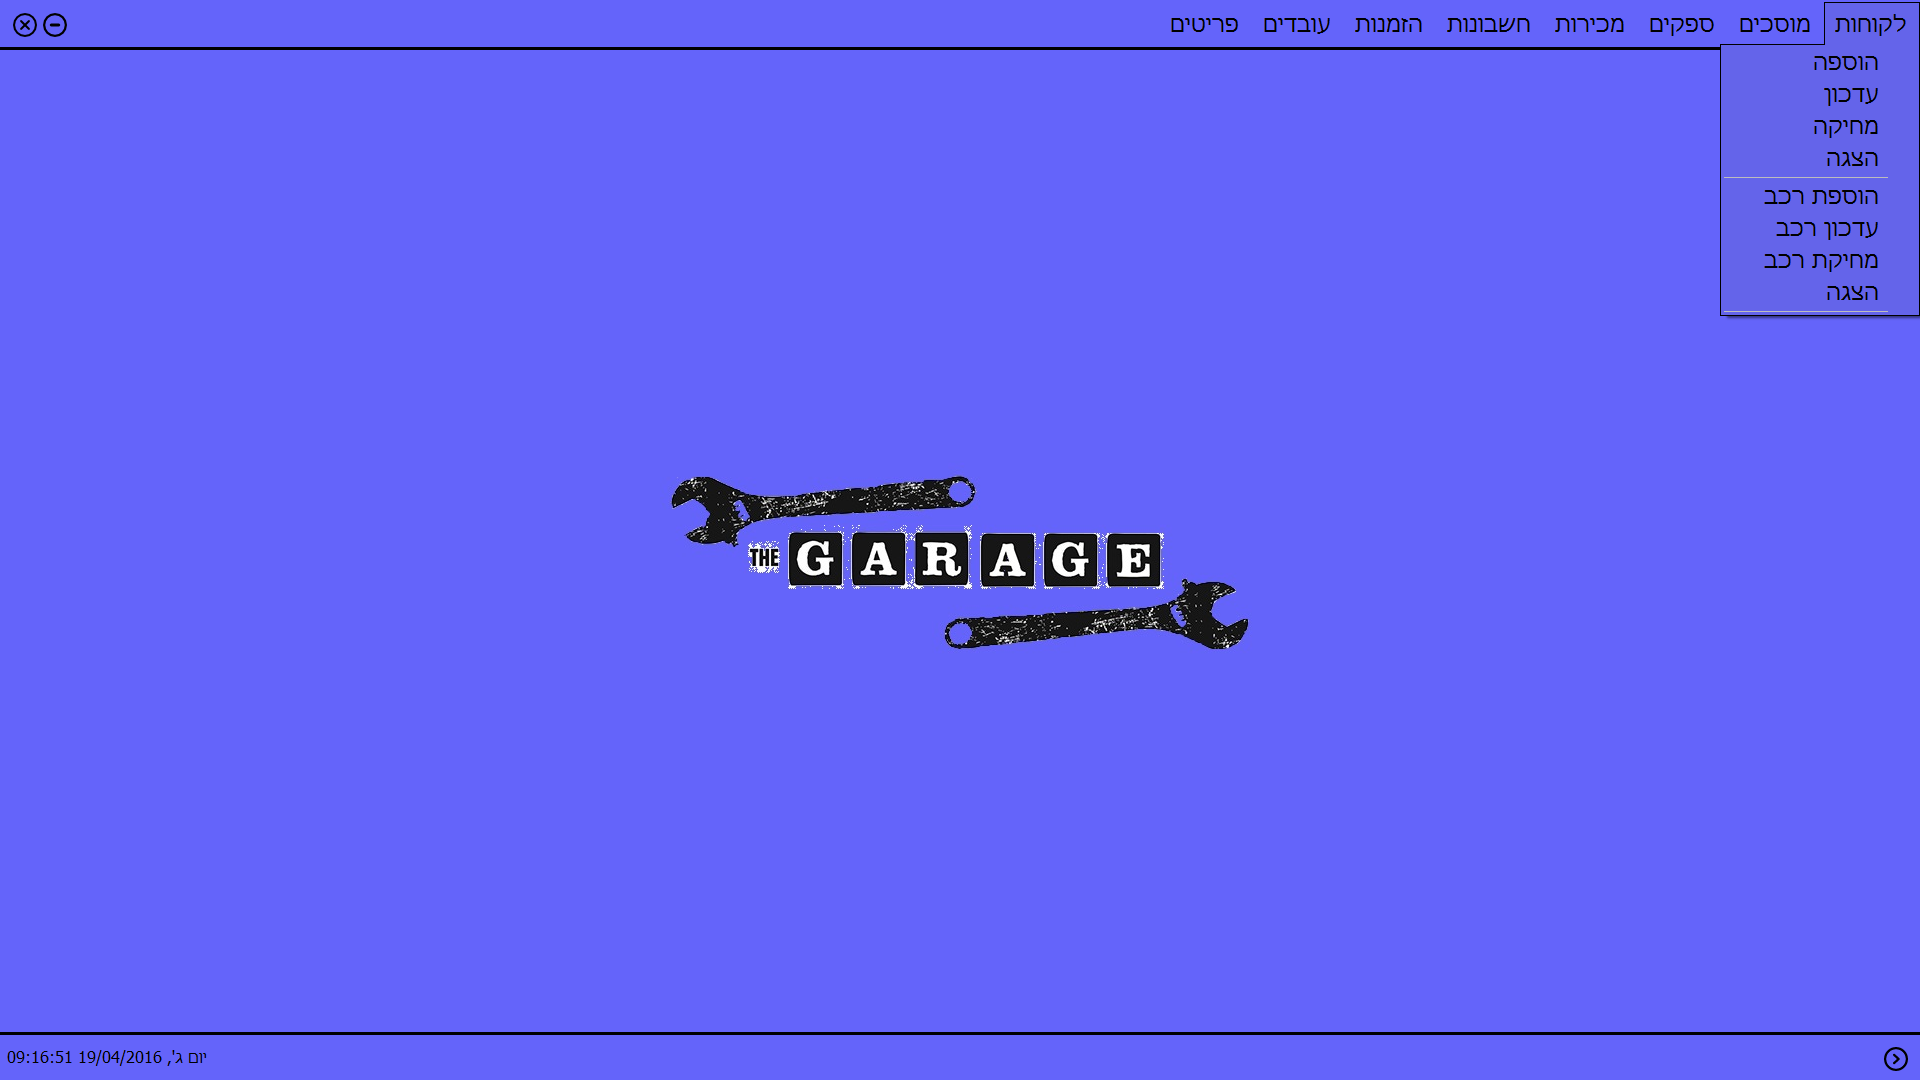 לקוחות מוסכים ספקים מכירות חשבונות הזמנות עובדים פריטים
הוספה
עדכון
מחיקה
הצגה
הוספת רכב
עדכון רכב
מחיקת רכב
הצגה
THE GARAGE
יום ג', 19/04/2016 09:16:51